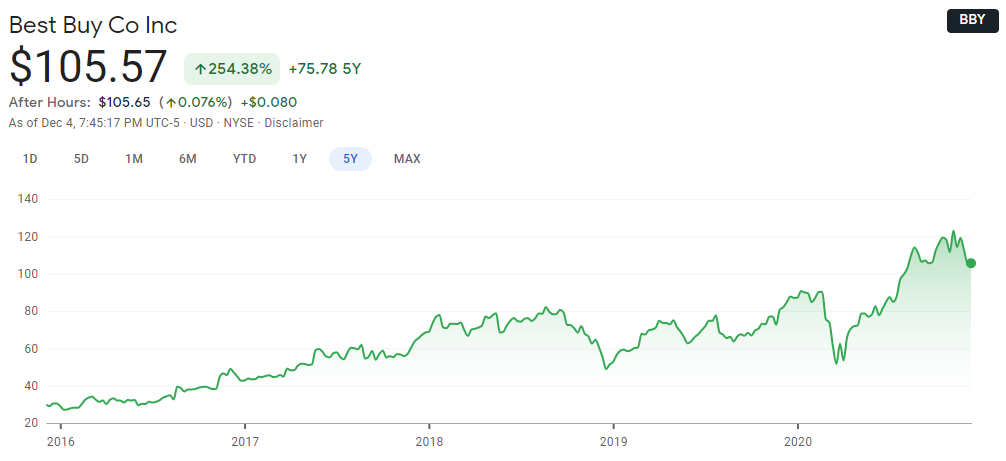 Best Buy Co Inc
BBY
$105.57 ↑254.38% +75.78 5Y
After Hours: $105.65 (↑0.076%) +$0.080
As of Dec 4, 7:45:17 PM UTC-5 · USD · NYSE · Disclaimer
1D 5D 1M 6M YTD 1Y 5Y MAX
140
120
100
80
60
40
20
2016 2017 2018 2019 2020